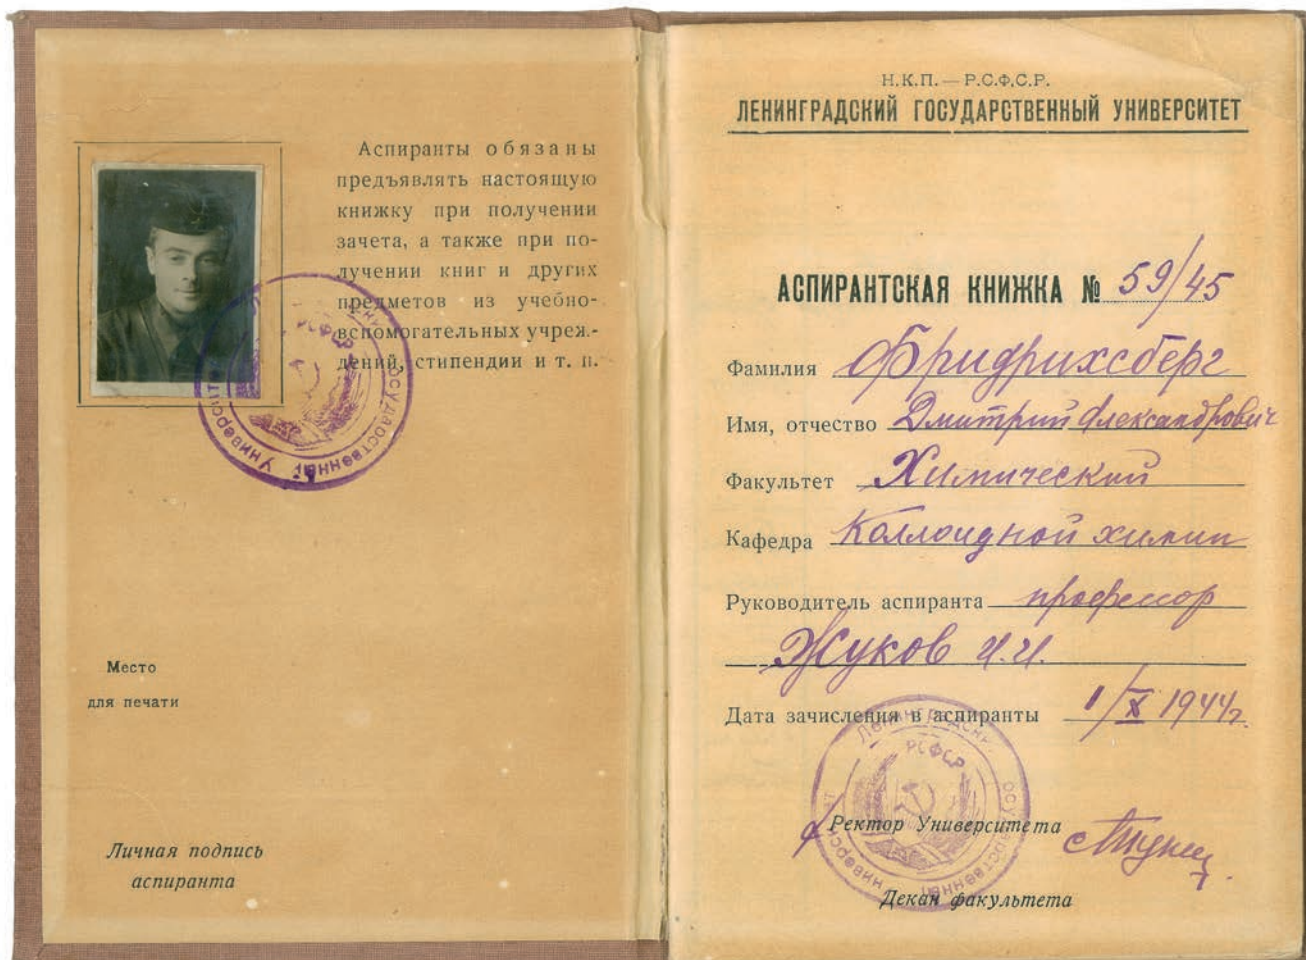 Аспиранты обязаны
предъявлять настоящую
книжку при получении
зачета, а также при по-
лучении книг и других
предметов из учебно-
вспомогательных учреж-
дений, стипендии и т. п.
Место
для печати
Личная подпись
аспиранта
Н.К.П. — Р.С.Ф.С.Р.
ЛЕНИНГРАДСКИЙ ГОСУДАРСТВЕННЫЙ УНИВЕРСИТЕТ
АСПИРАНТСКАЯ КНИЖКА № 59/45
Фамилия Фридрихсберг
Имя, отчество Дмитрий Александрович
Факультет Химический
Кафедра Коллоидной химии
Руководитель аспиранта профессор
Жуков И.И.
Дата зачисления в аспиранты 1/X 1944г.
РСФСР
Ректор Университета
Декан факультета